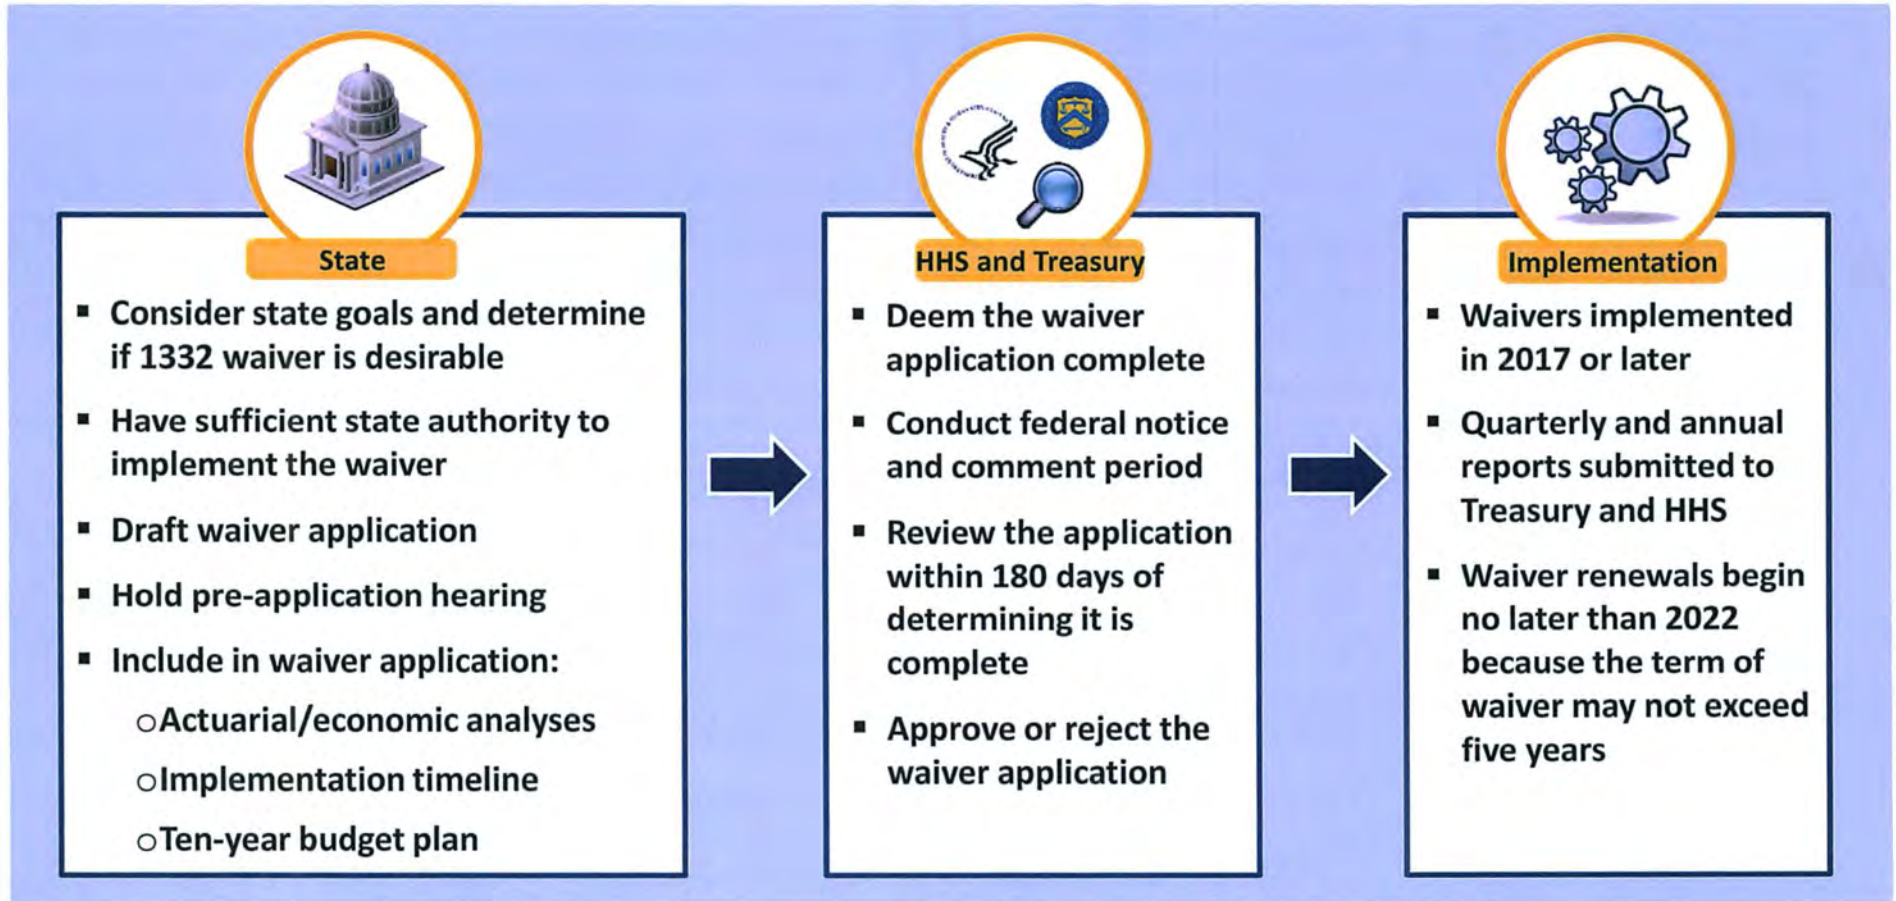 State
▪ Consider state goals and determine
if 1332 waiver is desirable
▪ Have sufficient state authority to
implement the waiver
▪ Draft waiver application
▪ Hold pre-application hearing
▪ Include in waiver application:
○Actuarial/economic analyses
○Implementation timeline
○Ten-year budget plan
HHS and Treasury
▪ Deem the waiver
application complete
▪ Conduct federal notice
and comment period
▪ Review the application
within 180 days of
determining it is
complete
▪ Approve or reject the
waiver application
Implementation
▪ Waivers implemented
in 2017 or later
▪ Quarterly and annual
reports submitted to
Treasury and HHS
▪ Waiver renewals begin
no later than 2022
because the term of
waiver may not exceed
five years